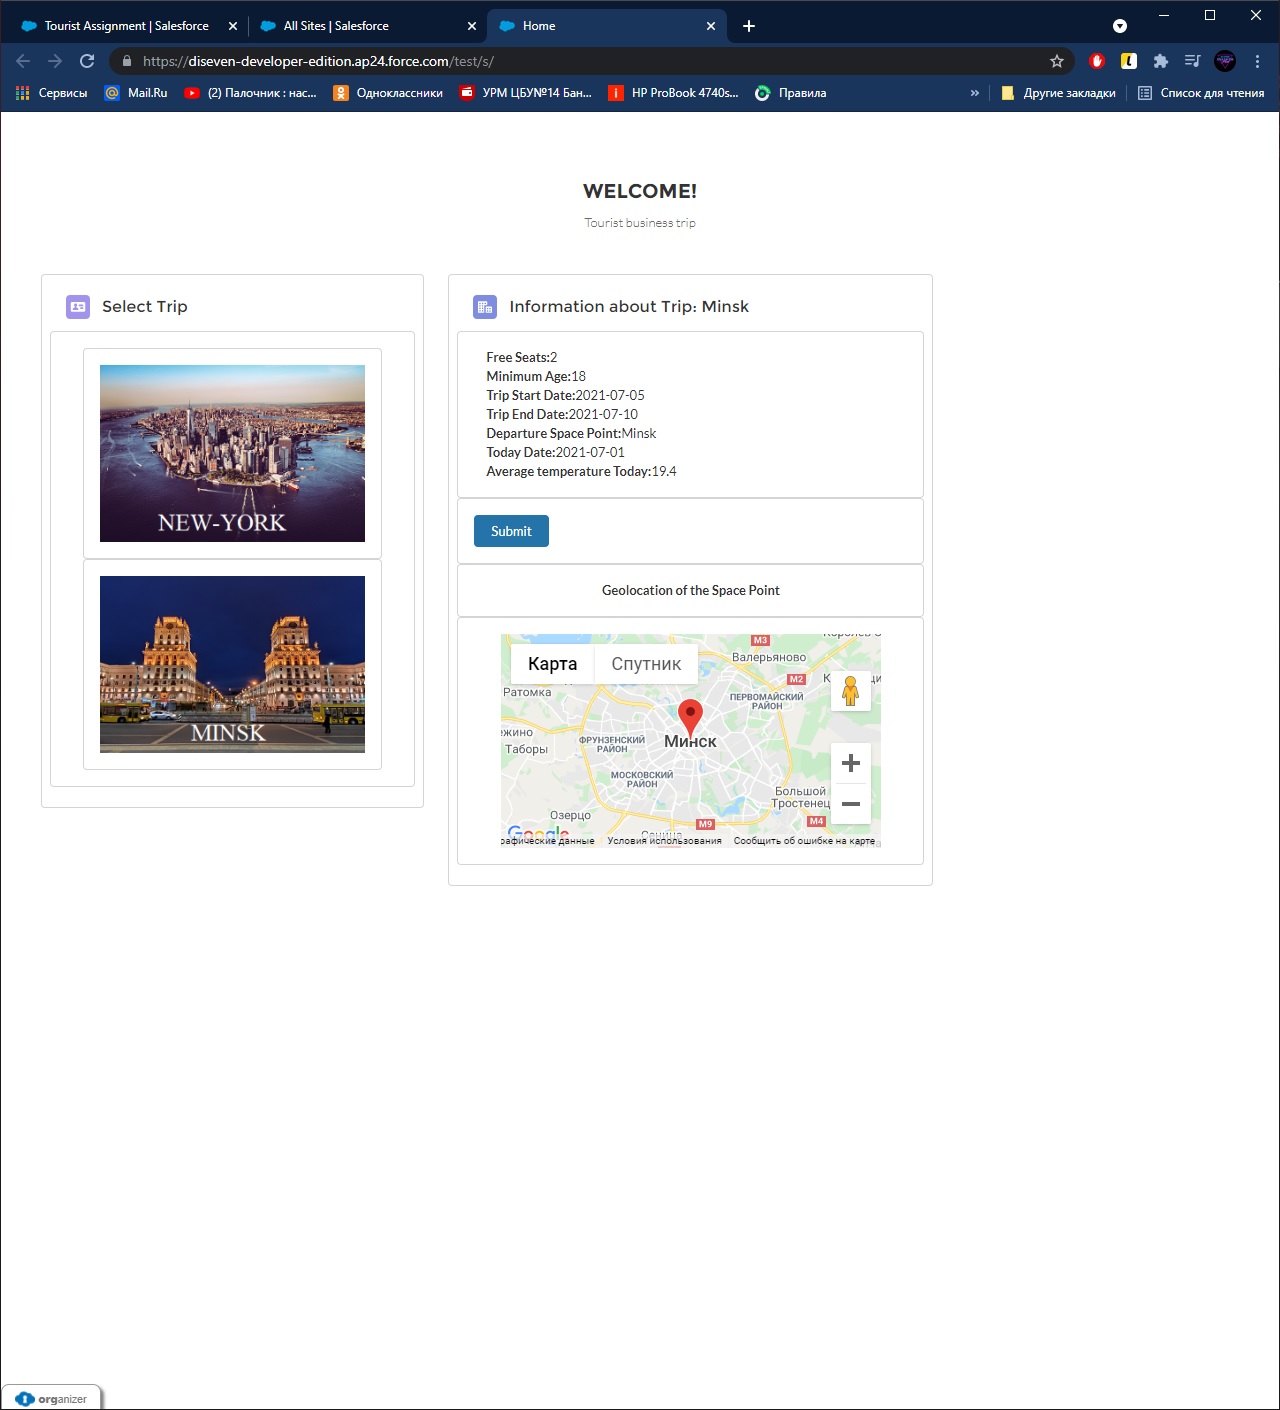 Tourist Assignment | Salesforce
All Sites | Salesforce
Home
https://diseven-developer-edition.ap24.force.com/test/s/
Сервисы
Mail.Ru
(2) Палочник : нас...
Одноклассники
УРМ ЦБУ№14 Бан...
HP ProBook 4740s...
Правила
»
Другие закладки
Список для чтения
WELCOME!
Tourist business trip
Select Trip
NEW-YORK
MINSK
Information about Trip: Minsk
Free Seats:2
Minimum Age:18
Trip Start Date:2021-07-05
Trip End Date:2021-07-10
Departure Space Point:Minsk
Today Date:2021-07-01
Average temperature Today:19.4
Submit
Geolocation of the Space Point
Карта
Спутник
M3
Валерьяново
M2
Ратомка
ПЕРВОМАЙСКИЙ
РАЙОН
ежино
Таборы
ФРУНЗЕНСКИЙ
РАЙОН
Минск
МОСКОВСКИЙ
РАЙОН
Большой
Тростенец
Озерцо
M9
M4
Google
рафические данные
Условия использования
Сообщить об ошибке на карте
organizer